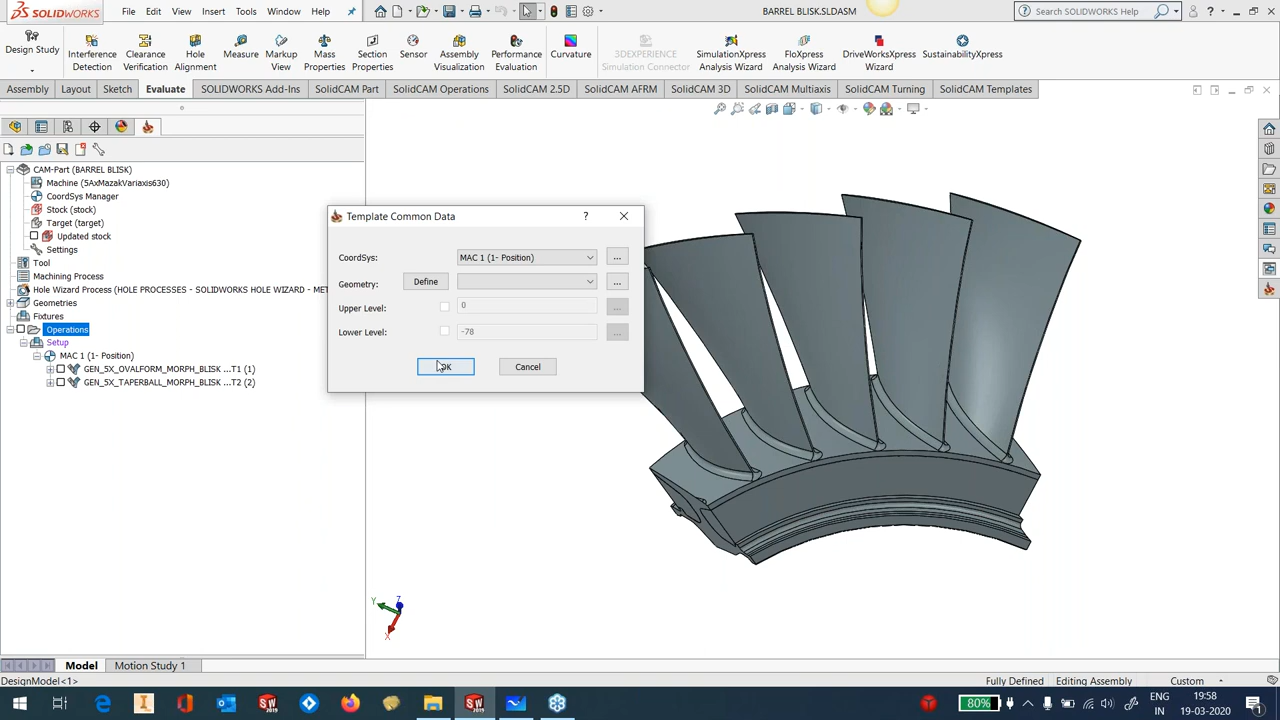 SOLIDWORKS File Edit View Insert Tools Window Help BARREL BLISK.SLDASM Search SOLIDWORKS Help
Design Study
Interference Detection
Clearance Verification
Hole Alignment
Measure
Markup View
Mass Properties
Section Properties
Sensor
Assembly Visualization
Performance Evaluation
Curvature
3DEXPERIENCE Simulation Connector
SimulationXpress Analysis Wizard
FloXpress Analysis Wizard
DriveWorksXpress Wizard
SustainabilityXpress
Assembly Layout Sketch Evaluate SOLIDWORKS Add-Ins SolidCAM Part SolidCAM Operations SolidCAM 2.5D SolidCAM AFRM SolidCAM 3D SolidCAM Multiaxis SolidCAM Turning SolidCAM Templates
CAM-Part (BARREL BLISK)
Machine (5AxMazakVariaxis630)
CoordSys Manager
Stock (stock)
Target (target)
Updated stock
Settings
Tool
Machining Process
Hole Wizard Process (HOLE PROCESSES - SOLIDWORKS HOLE WIZARD - MET
Geometries
Fixtures
Operations
Setup
MAC 1 (1- Position)
GEN_5X_OVALFORM_MORPH_BLISK ...T1 (1)
GEN_5X_TAPERBALL_MORPH_BLISK ...T2 (2)
Template Common Data ?
CoordSys: MAC 1 (1- Position) ...
Geometry: Define ...
Upper Level: 0 ...
Lower Level: -78 ...
OK Cancel
Z
Y
X
Model Motion Study 1
DesignModel<1> Fully Defined Editing Assembly Custom
80% ENG IN 19:58 19-03-2020 1